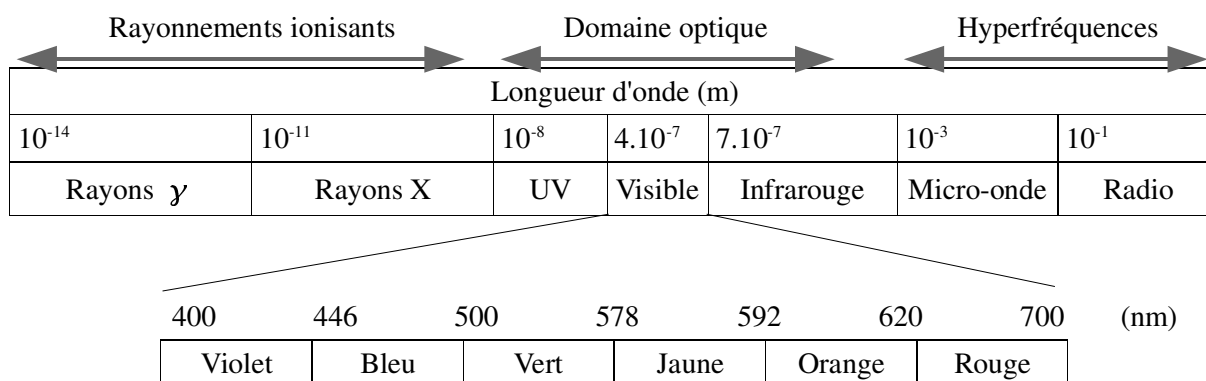 Rayonnements ionisants Domaine optique Hyperfréquences
Longueur d'onde (m)
10⁻¹⁴ 10⁻¹¹ 10⁻⁸ 4.10⁻⁷ 7.10⁻⁷ 10⁻³ 10⁻¹
Rayons γ Rayons X UV Visible Infrarouge Micro-onde Radio
400 446 500 578 592 620 700 (nm)
Violet Bleu Vert Jaune Orange Rouge